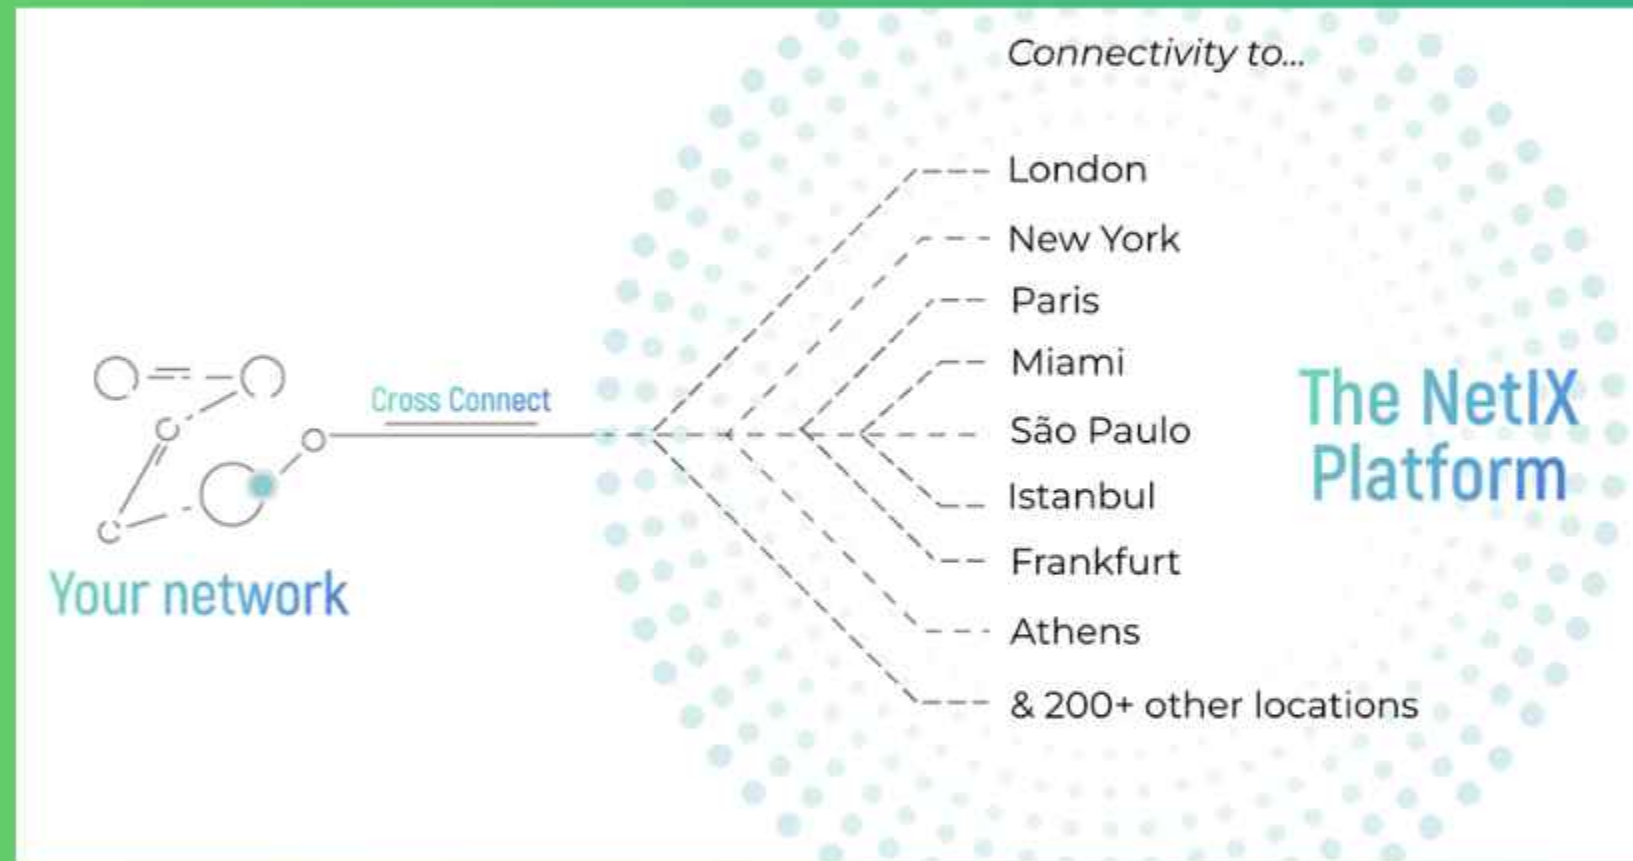 Connectivity to...
London
New York
Paris
Miami
Cross Connect
São Paulo
The NetIX
Platform
Istanbul
Frankfurt
Your network
Athens
& 200+ other locations